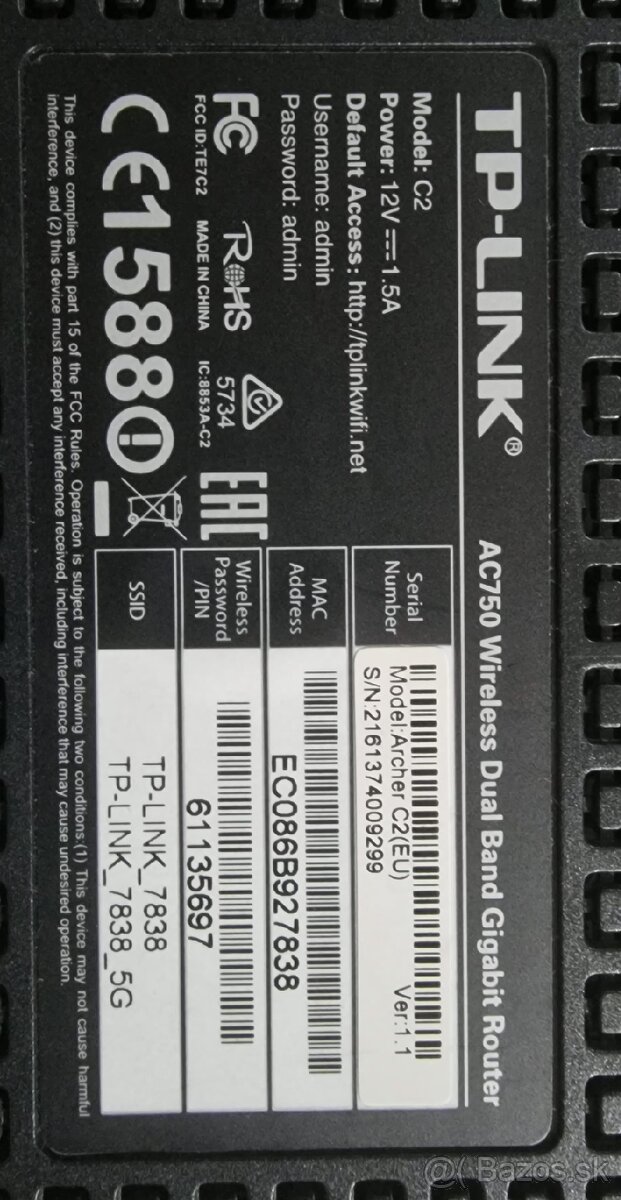 TP-LINK® AC750 Wireless Dual Band Gigabit Router
Model: C2
Power: 12V⎓1.5A
Default Access: http://tplinkwifi.net
Username: admin
Password: admin
FC RoHS 5734 EAC
FCC ID:TE7C2 MADE IN CHINA IC:8853A-C2
CE1588
Serial Number
Model:Archer C2(EU) Ver:1.1
S/N:2161374009299
MAC Address
EC086B927838
Wireless Password /PIN
61135697
SSID
TP-LINK_7838
TP-LINK_7838_5G
This device complies with part 15 of the FCC Rules. Operation is subject to the following two conditions:(1) This device may not cause harmful
interference, and (2) this device must accept any interference received, including interference that may cause undesired operation.
Bazos.sk